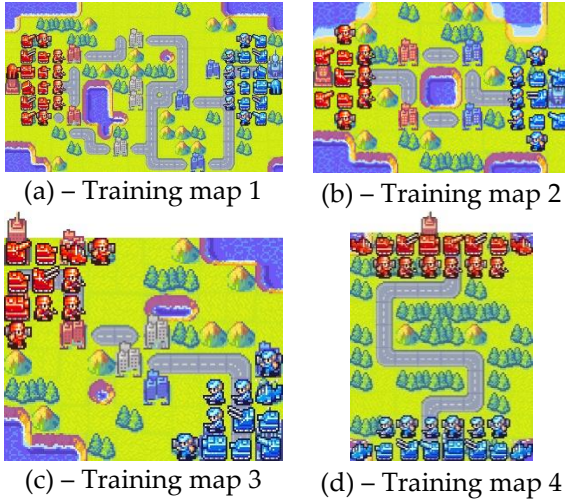 (a) – Training map 1
(b) – Training map 2
(c) – Training map 3
(d) – Training map 4